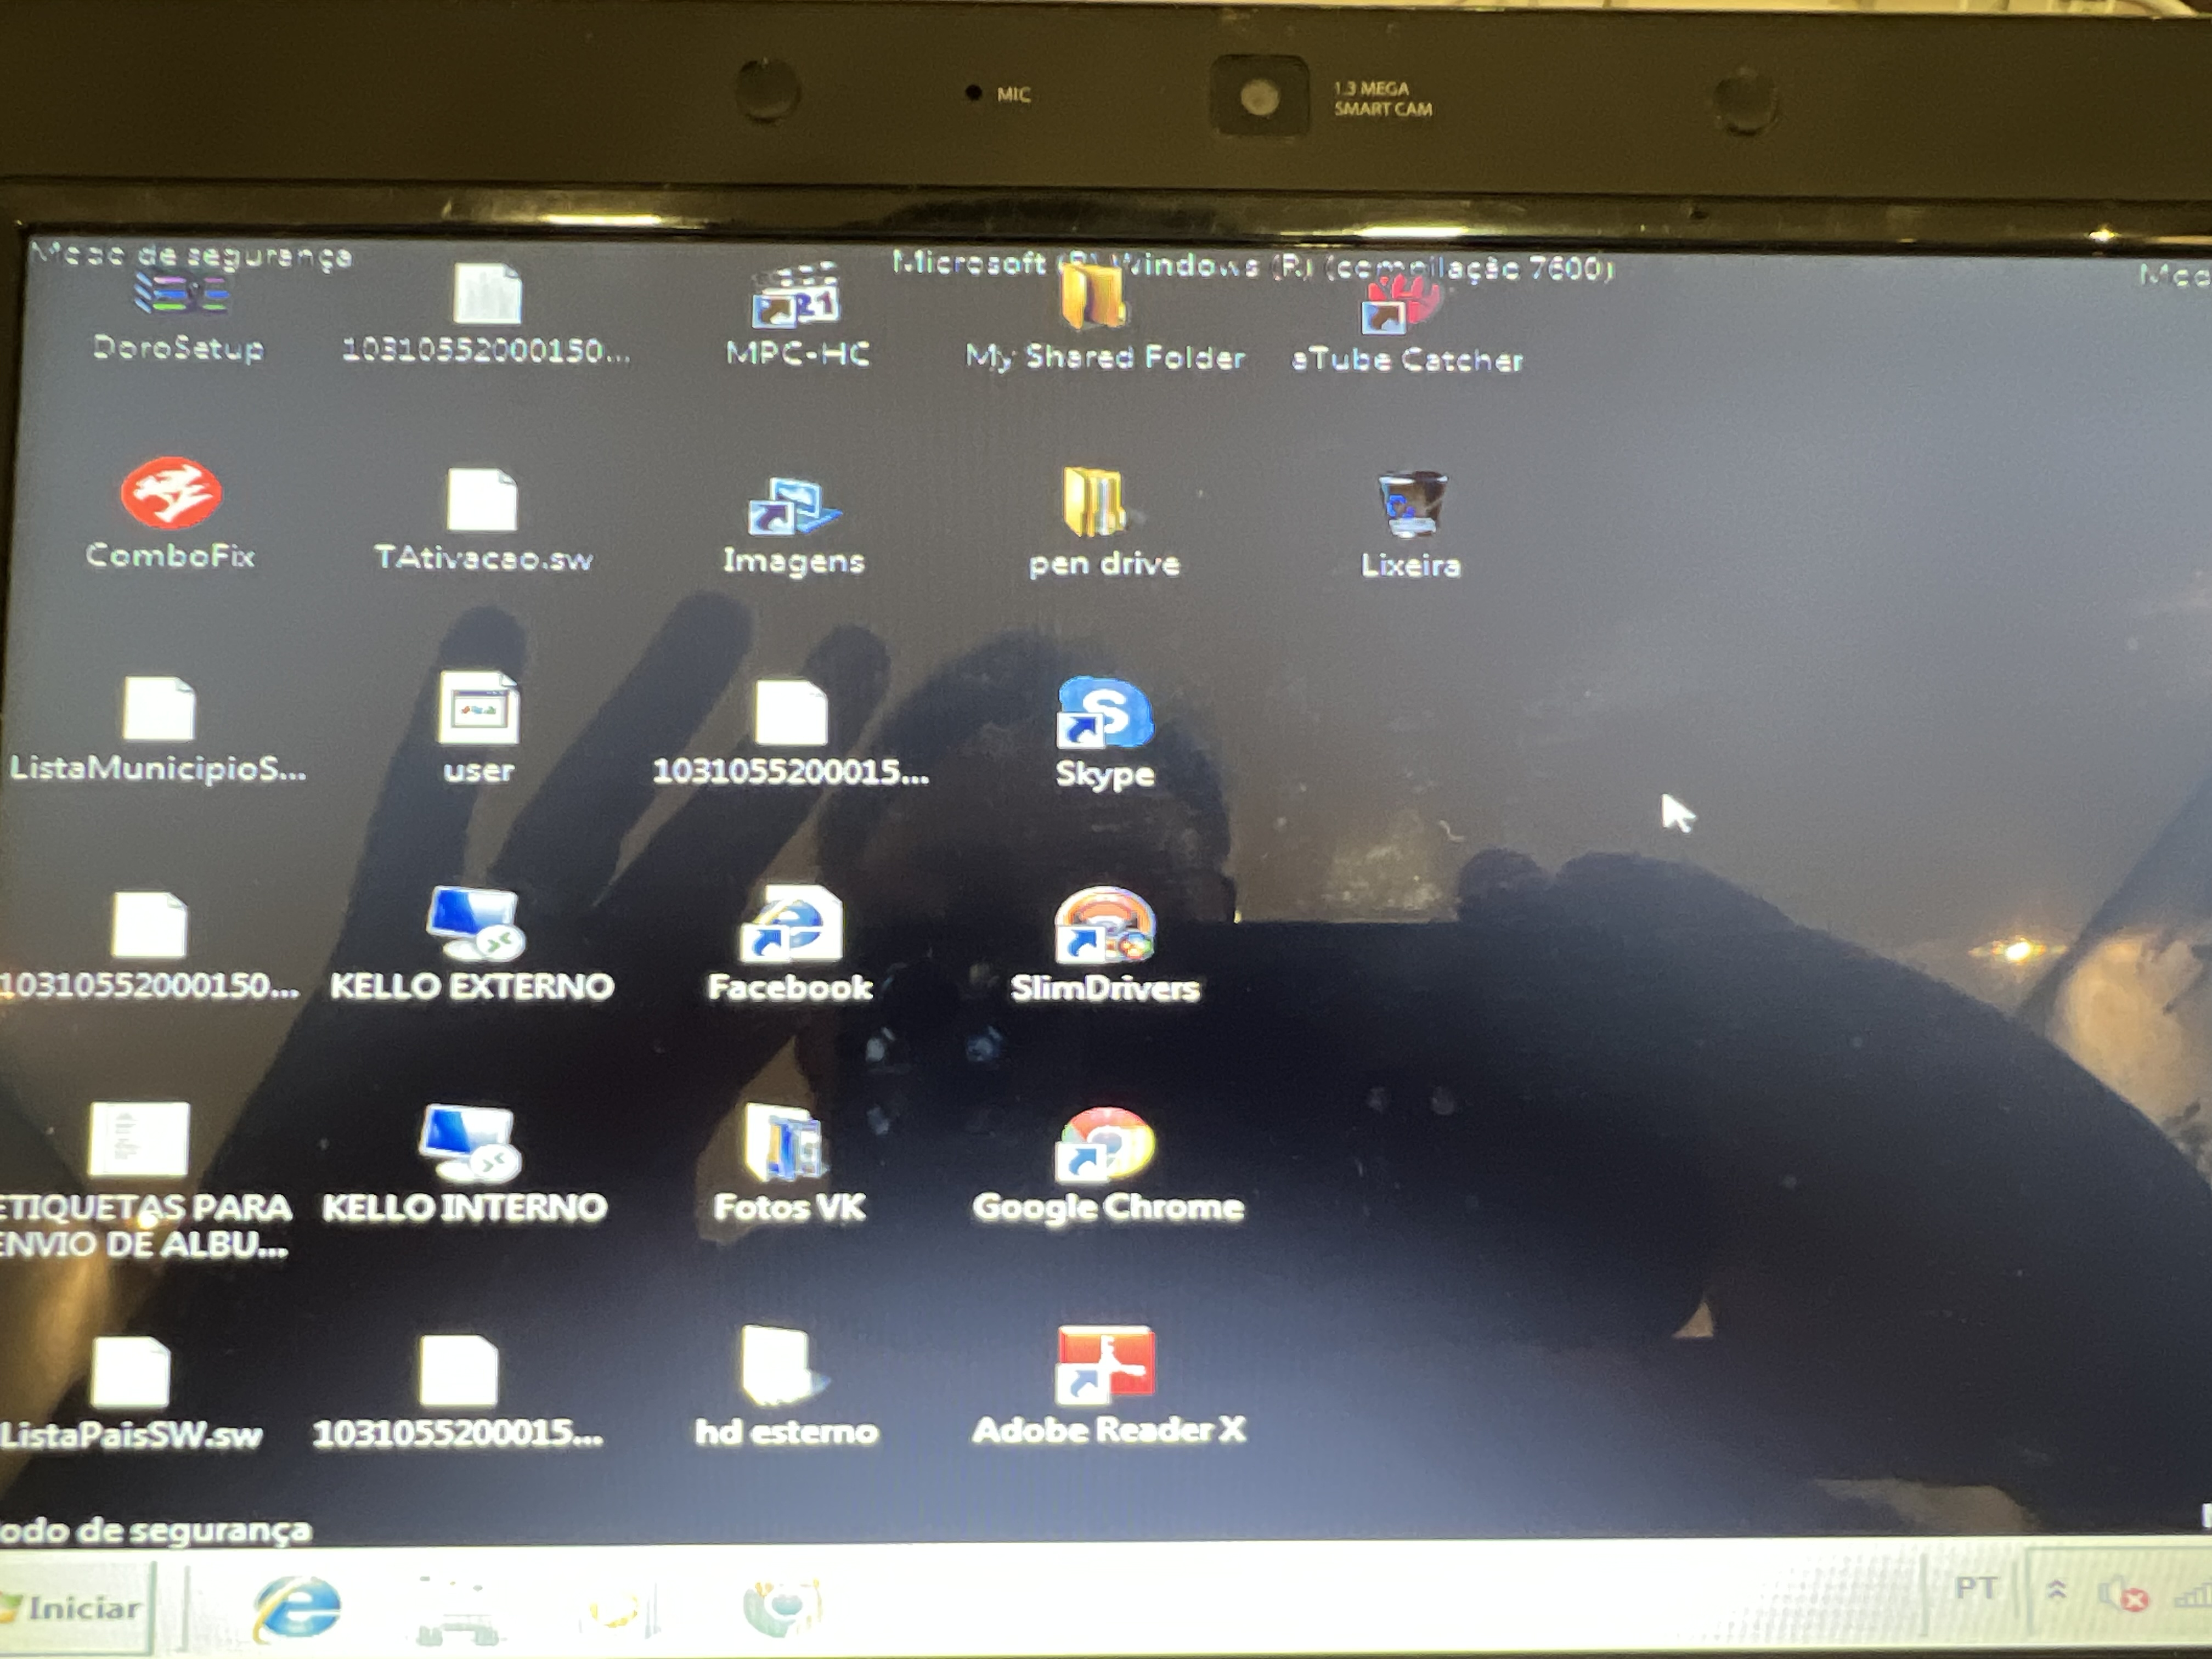 MIC
1.3 MEGA
SMART CAM
Modo de segurança
Microsoft (R) Windows (R) (compilação 7600)
DoroSetup
10310552000150...
MPC-HC
My Shared Folder
aTube Catcher
ComboFix
TAtivacao.sw
Imagens
pen drive
Lixeira
ListaMunicipioS...
user
1031055200015...
Skype
10310552000150...
KELLO EXTERNO
Facebook
SlimDrivers
ETIQUETAS PARA
ENVIO DE ALBU...
KELLO INTERNO
Fotos VK
Google Chrome
ListaPaisSW.sw
1031055200015...
hd esterno
Adobe Reader X
odo de segurança
Iniciar
PT